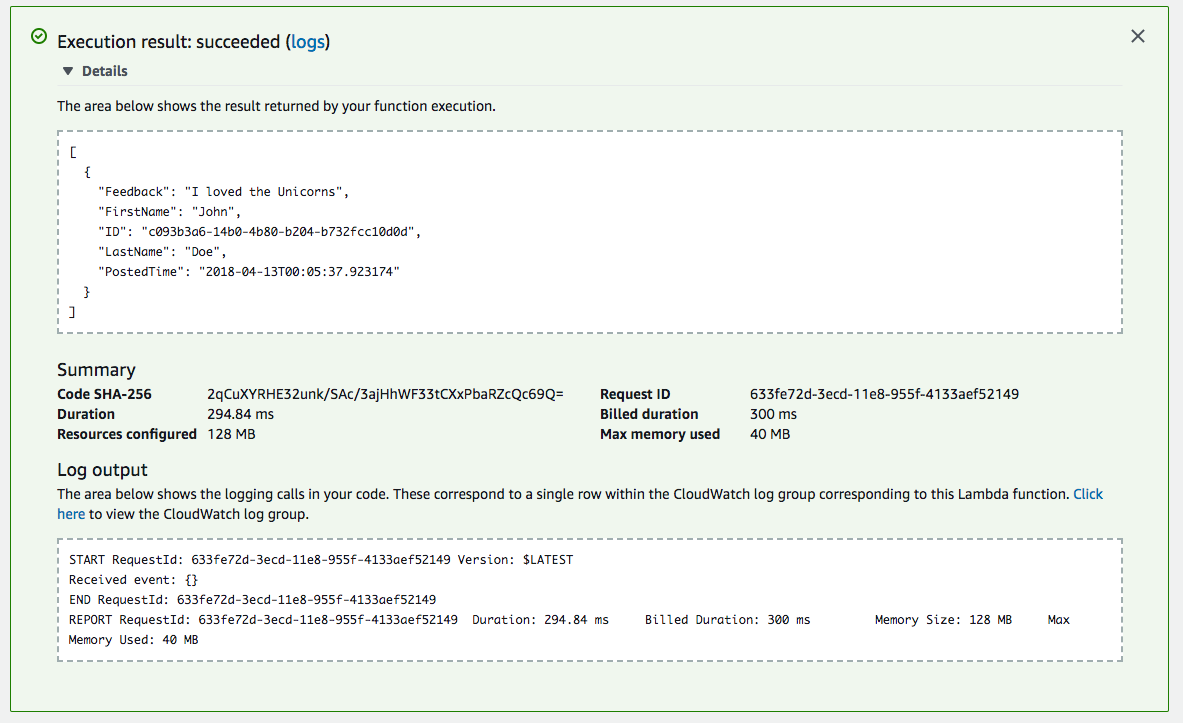 Execution result: succeeded (logs)
Details
The area below shows the result returned by your function execution.
[
  {
    "Feedback": "I loved the Unicorns",
    "FirstName": "John",
    "ID": "c093b3a6-14b0-4b80-b204-b732fcc10d0d",
    "LastName": "Doe",
    "PostedTime": "2018-04-13T00:05:37.923174"
  }
]
Summary
Code SHA-256 2qCuXYRHE32unk/SAc/3ajHhWF33tCXxPbaRZcQc69Q= Request ID 633fe72d-3ecd-11e8-955f-4133aef52149
Duration 294.84 ms Billed duration 300 ms
Resources configured 128 MB Max memory used 40 MB
Log output
The area below shows the logging calls in your code. These correspond to a single row within the CloudWatch log group corresponding to this Lambda function. Click
here to view the CloudWatch log group.
START RequestId: 633fe72d-3ecd-11e8-955f-4133aef52149 Version: $LATEST
Received event: {}
END RequestId: 633fe72d-3ecd-11e8-955f-4133aef52149
REPORT RequestId: 633fe72d-3ecd-11e8-955f-4133aef52149 Duration: 294.84 ms Billed Duration: 300 ms Memory Size: 128 MB Max
Memory Used: 40 MB